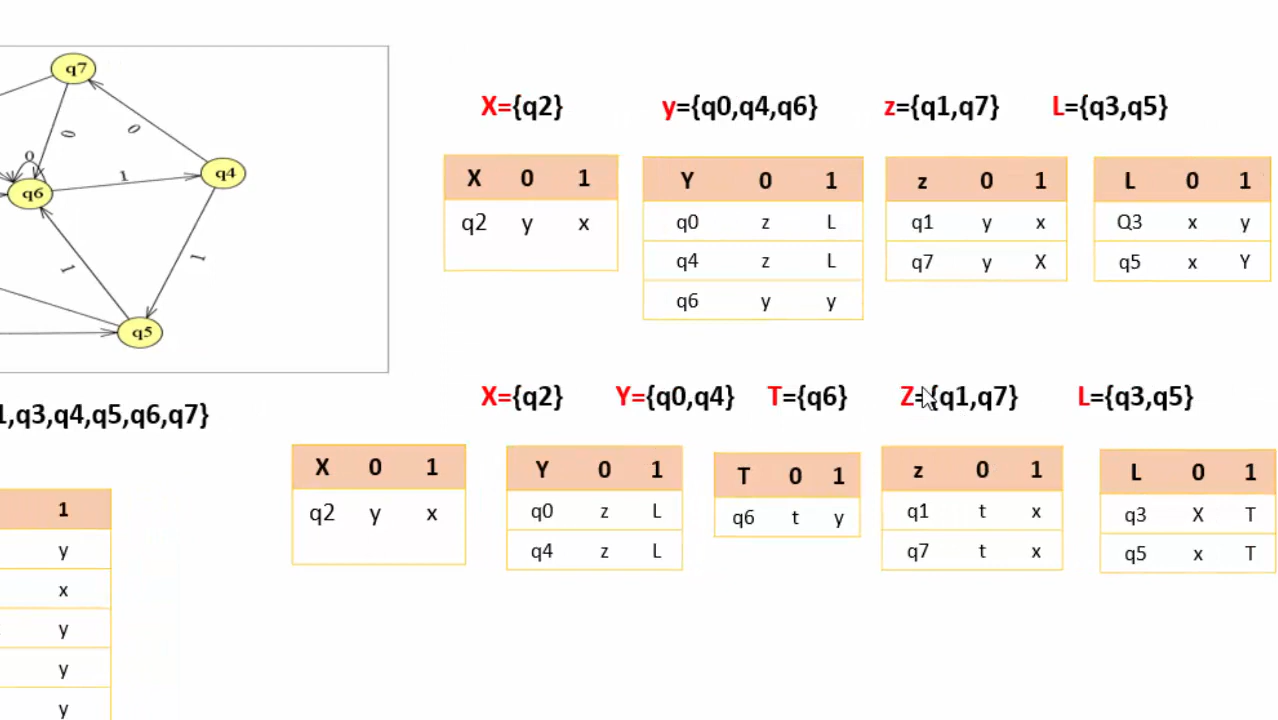 q7
0
0
0
1
q6
q4
1
1
q5
1,q3,q4,q5,q6,q7}
1
y
x
y
y
y
X={q2}
y={q0,q4,q6}
z={q1,q7}
L={q3,q5}
X 0 1
q2 y x
Y 0 1
q0 z L
q4 z L
q6 y y
z 0 1
q1 y x
q7 y X
L 0 1
Q3 x y
q5 x Y
X={q2}
Y={q0,q4}
T={q6}
Z={q1,q7}
L={q3,q5}
X 0 1
q2 y x
Y 0 1
q0 z L
q4 z L
T 0 1
q6 t y
z 0 1
q1 t x
q7 t x
L 0 1
q3 X T
q5 x T